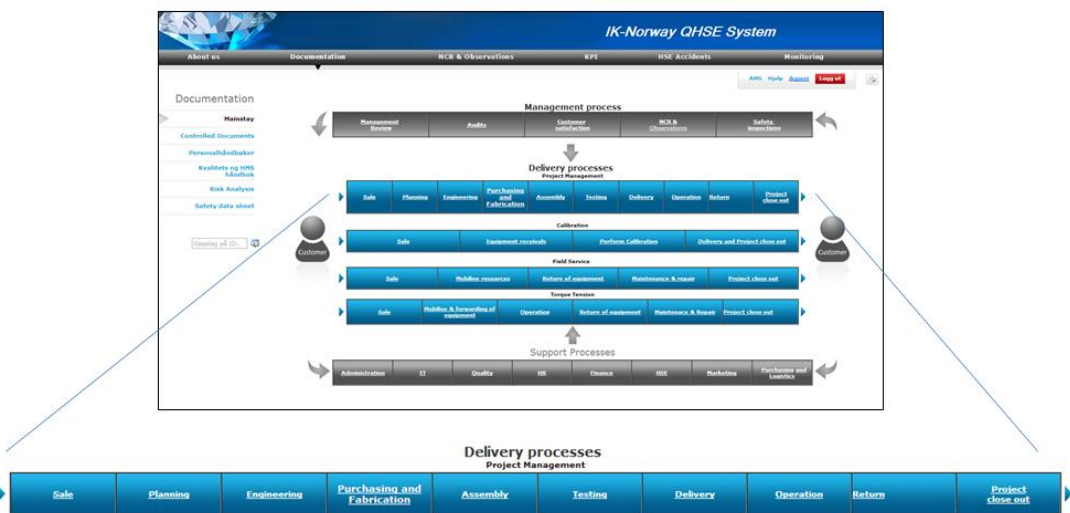 IK-Norway QHSE System
About us Documentation NCR & Observations KPI HSE Accidents Monitoring
AMS Hjelp Logg ut
Documentation
Mainstay
Controlled Documents
Personalhåndbøker
Kvalitets og HMS
håndbok
Risk Analysis
Safety data sheet
Management process
Management
Review
Audits
Customer
satisfaction
NCR &
Observations
Safety
inspections
Delivery processes
Project Management
Sale Planning Engineering
Purchasing
and
Fabrication
Assembly Testing Delivery Operation Return
Project
close out
Customer
Customer
Calibration
Sale Equipment receivals Perform Calibration Delivery and Project close out
Field Service
Sale Mobilise resources Return of equipment Maintenance & repair Project close out
Torque Tension
Sale
Mobilise & forwarding of
equipment
Operation Return of equipment Maintenace & Repair Project close out
Support Processes
Administration IT Quality HR Finance HSE Marketing
Purchasing and
Logistics
Delivery processes
Project Management
Sale Planning Engineering
Purchasing and
Fabrication
Assembly Testing Delivery Operation Return
Project
close out